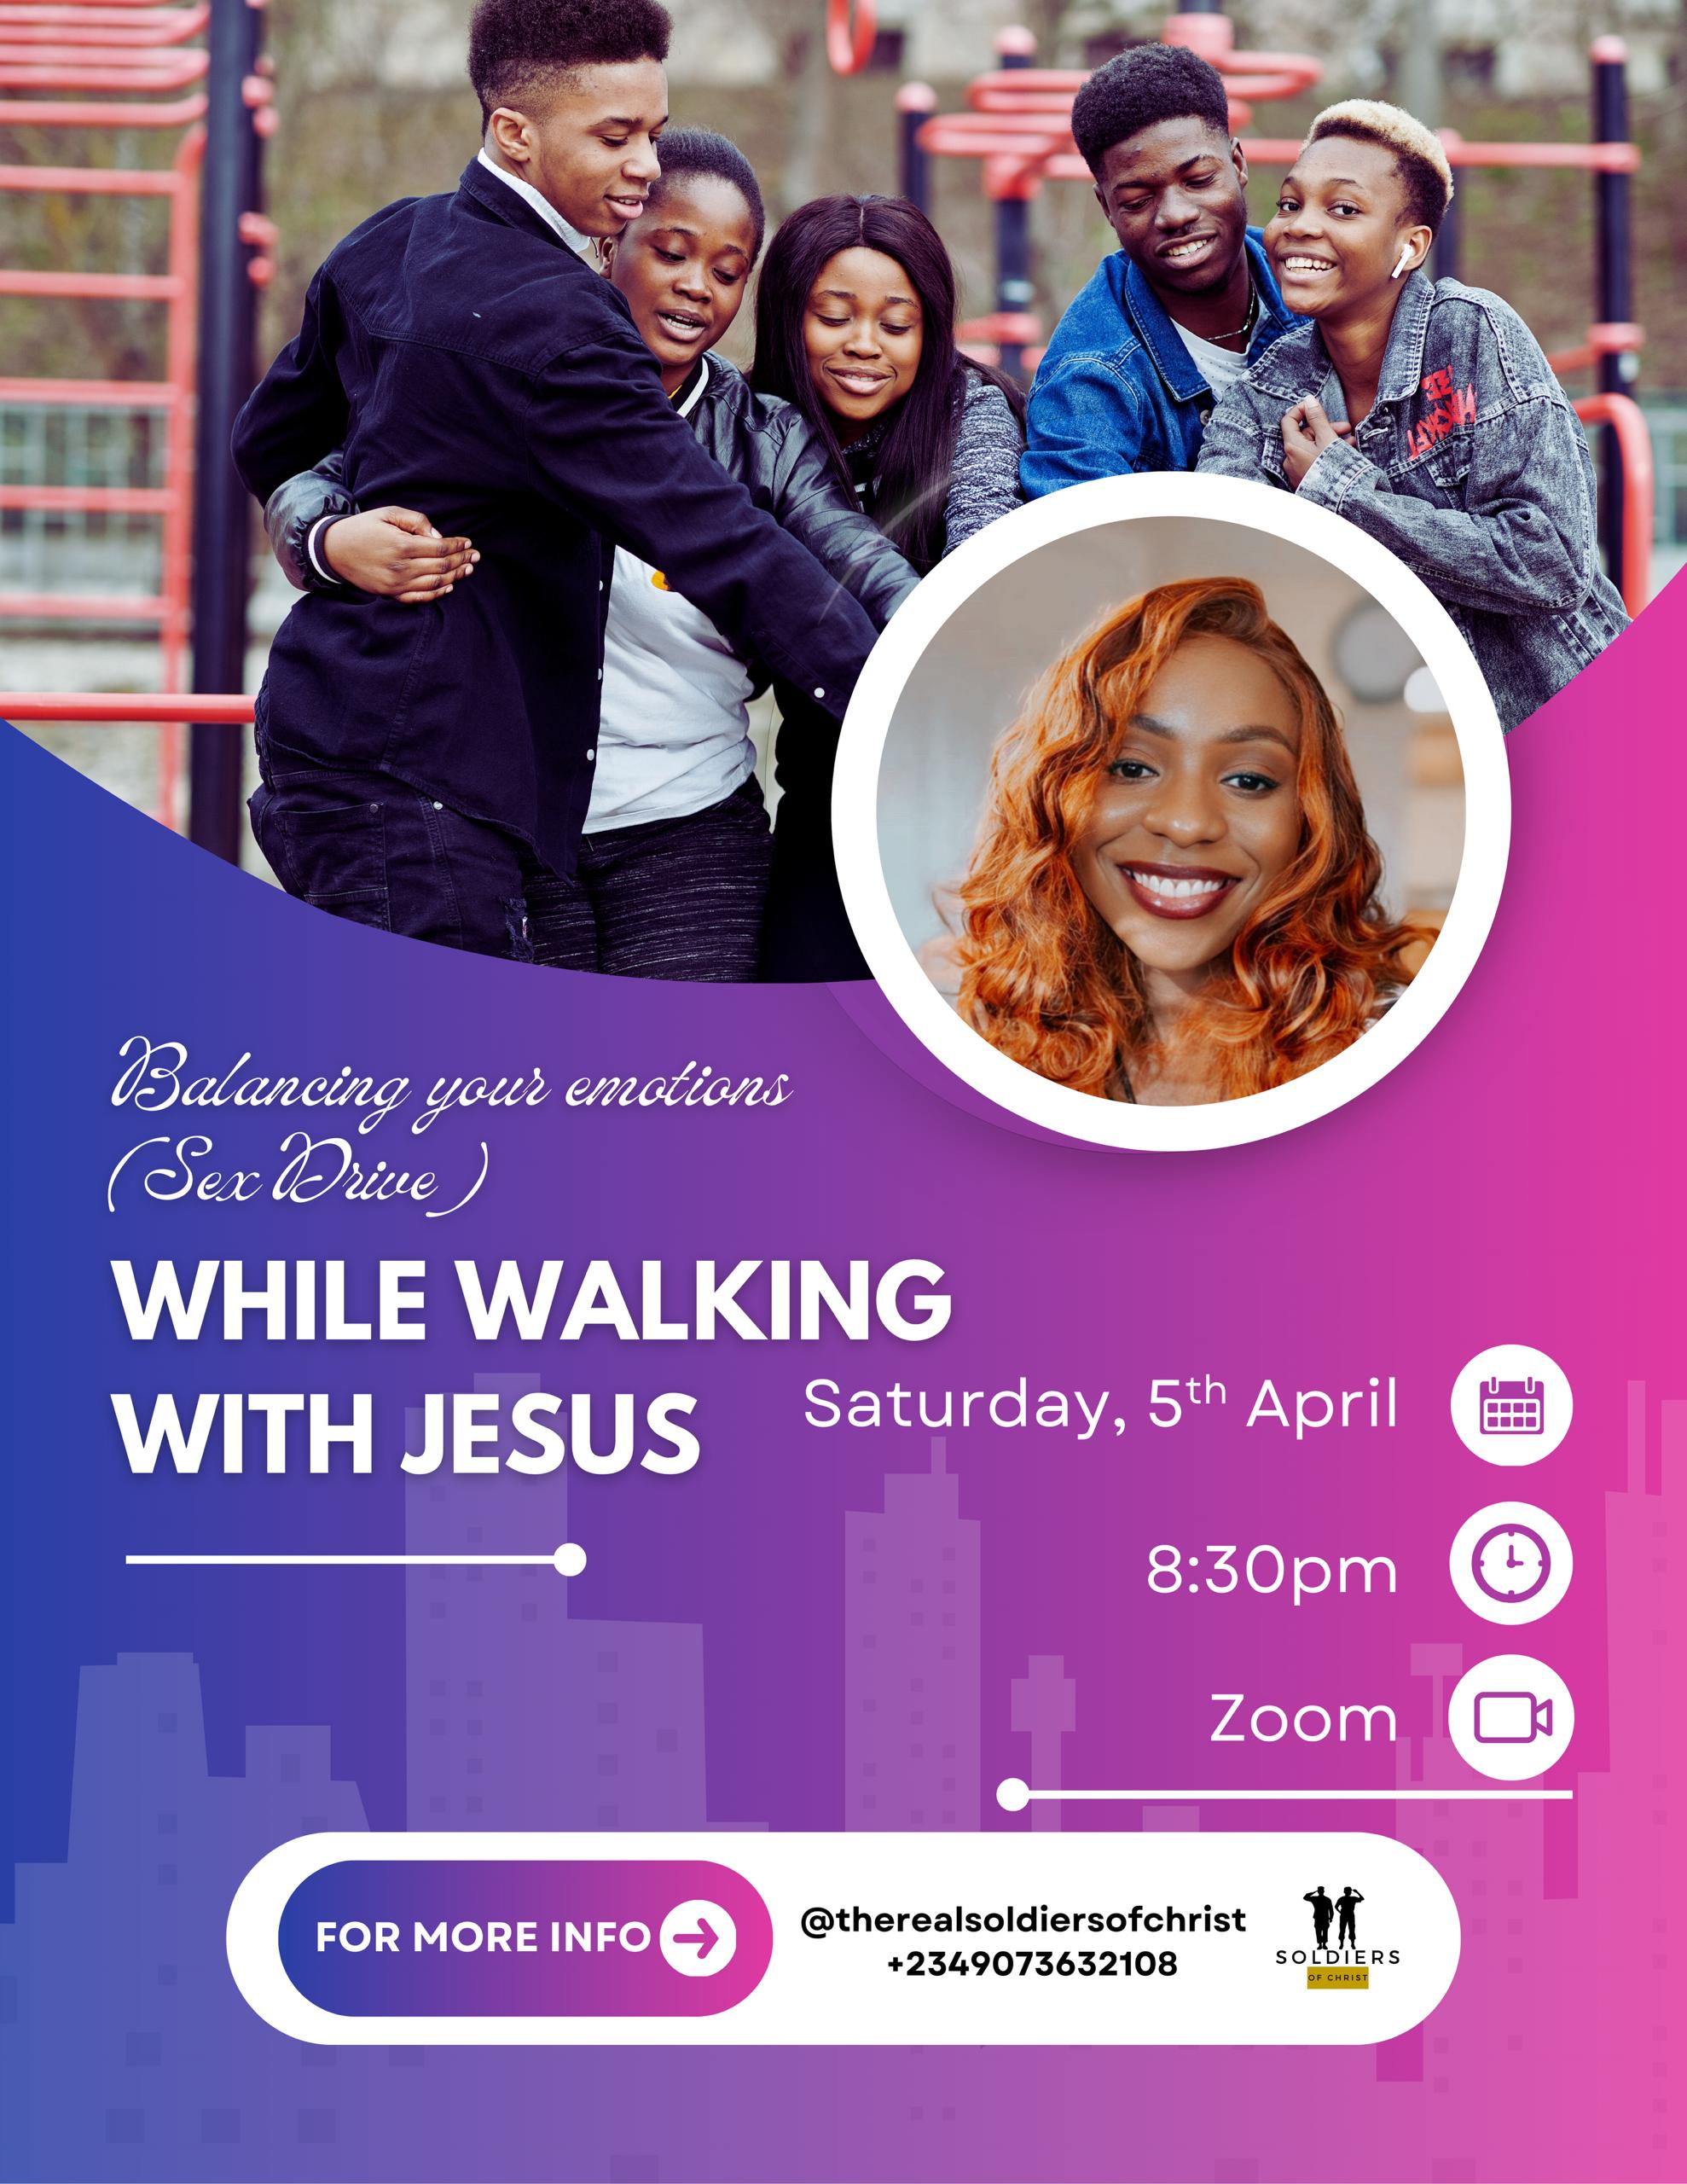 Balancing your emotions
(Sex Drive)
WHILE WALKING
WITH JESUS
Saturday, 5th April
8:30pm
Zoom
FOR MORE INFO
@therealsoldiersofchrist
+2349073632108
SOLDIERS
OF CHRIST